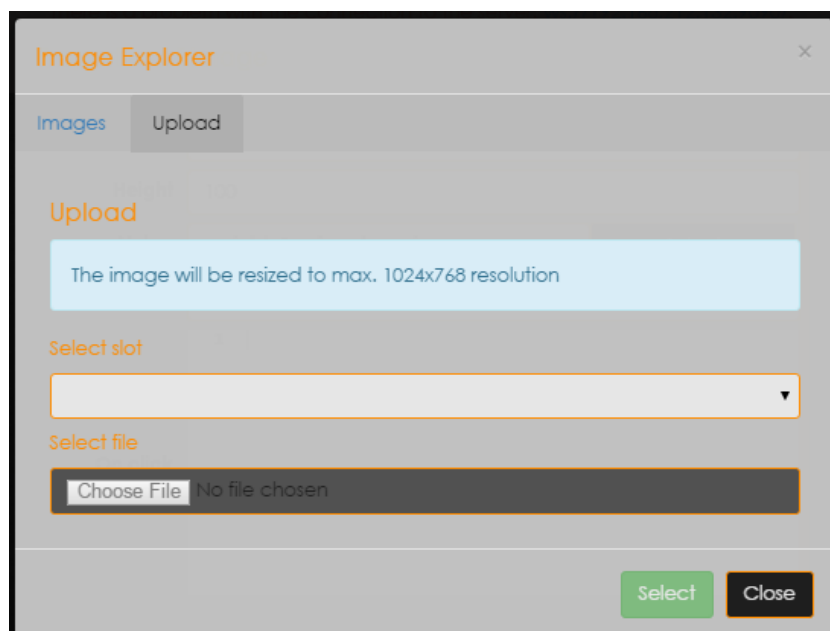 Image Explorer
×
Images Upload
Upload
The image will be resized to max. 1024x768 resolution
Select slot
Select file
Choose File No file chosen
Select Close